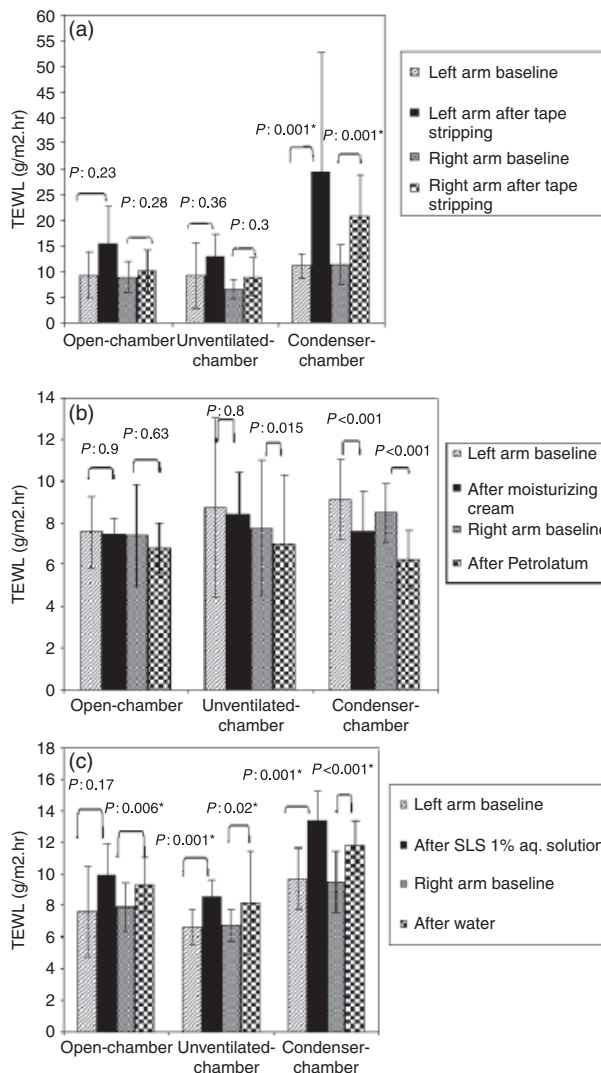 (a)
60
55
50
45
40
35
30
25
20
15
10
5
0
TEWL (g/m2.hr)
P: 0.23
P: 0.28
P: 0.36
P: 0.3
P: 0.001*
P: 0.001*
Open-chamber
Unventilated-
chamber
Condenser-
chamber
Left arm baseline
Left arm after tape
stripping
Right arm baseline
Right arm after tape
stripping
(b)
14
12
10
8
6
4
2
0
TEWL (g/m2.hr)
P: 0.9
P: 0.63
P: 0.8
P: 0.015
P<0.001
P<0.001
Open-chamber
Unventilated-
chamber
Condenser-
chamber
Left arm baseline
After moisturizing
cream
Right arm baseline
After Petrolatum
(c)
18
16
14
12
10
8
6
4
2
0
TEWL (g/m2.hr)
P: 0.17
P: 0.006*
P: 0.001*
P: 0.02*
P: 0.001*
P<0.001*
Open-chamber
Unventilated-
chamber
Condenser-
chamber
Left arm baseline
After SLS 1% aq. solution
Right arm baseline
After water